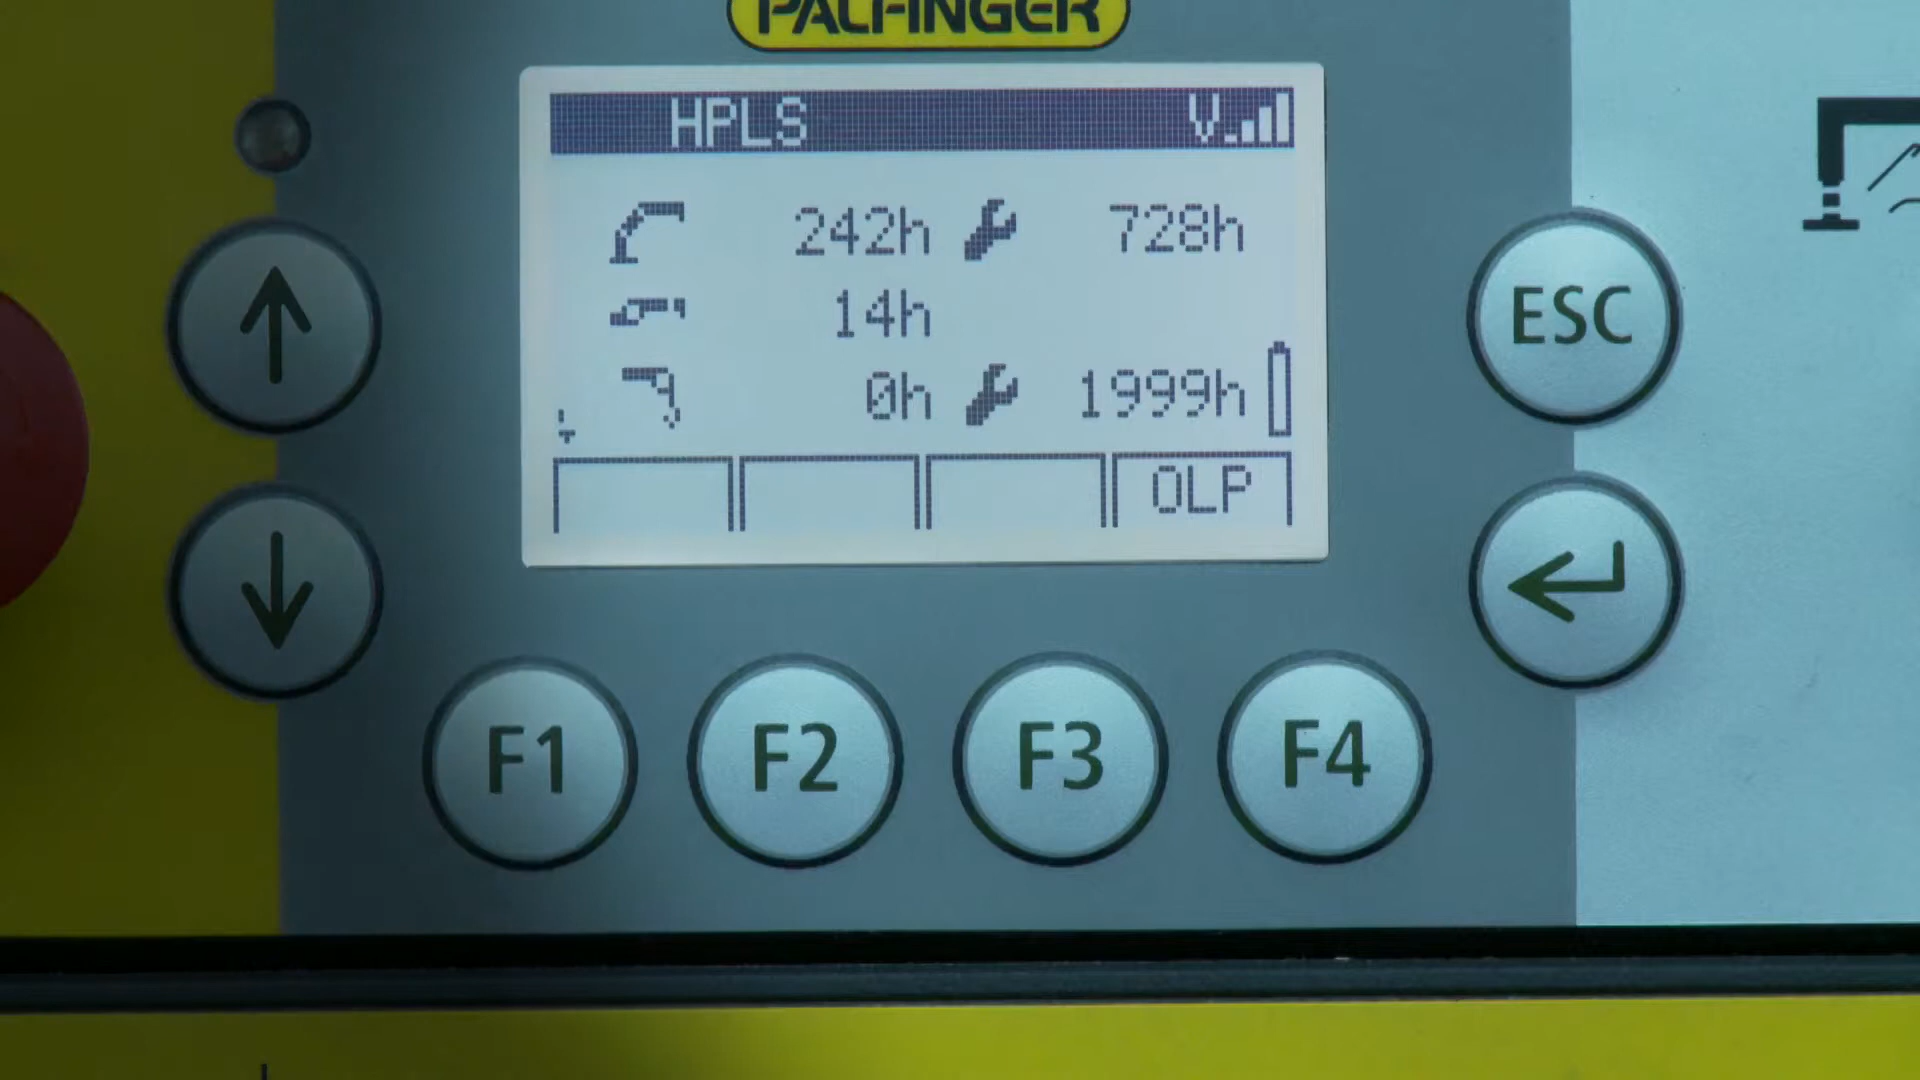 PALFINGER
HPLS V
242h 728h
14h
0h 1999h
OLP
ESC
F1 F2 F3 F4